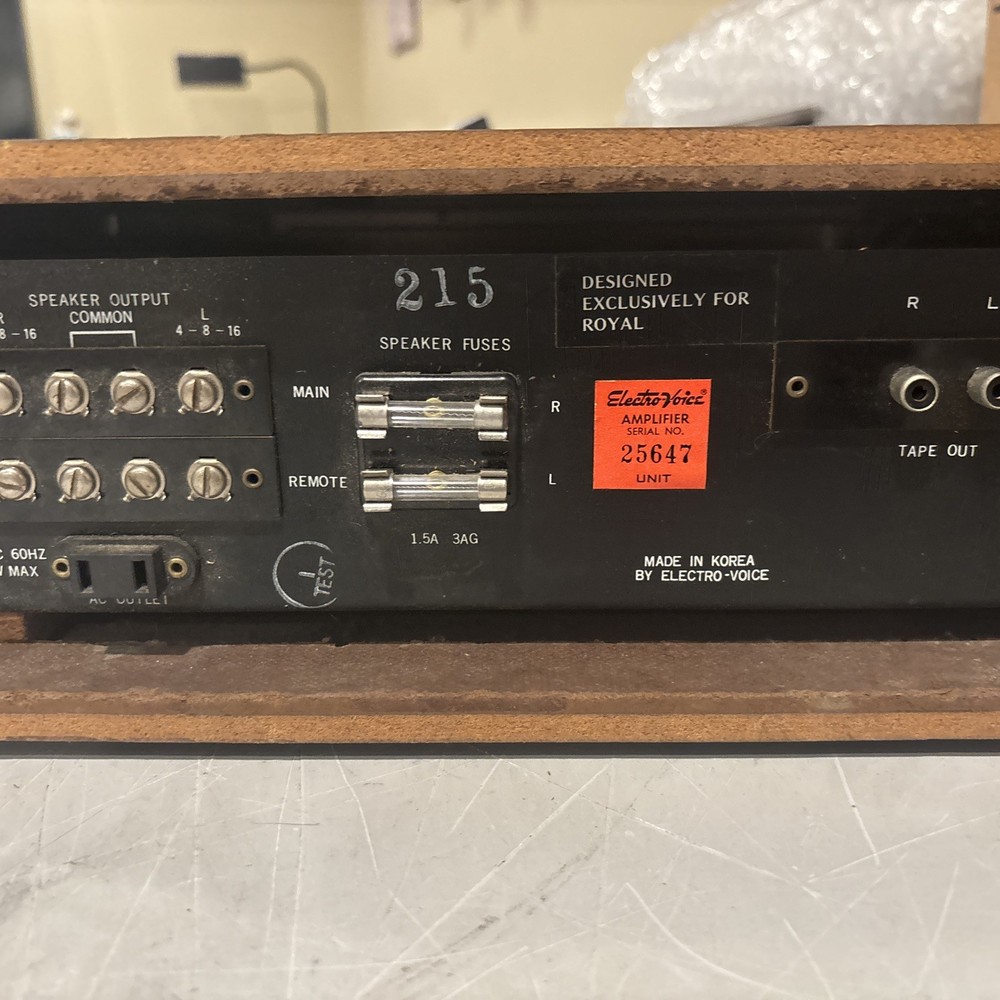 215
DESIGNED
EXCLUSIVELY FOR
ROYAL
SPEAKER OUTPUT
R
COMMON
L
8-16
4-8-16
SPEAKER FUSES
MAIN
R
REMOTE
L
1.5A 3AG
Electro-Voice®
AMPLIFIER
SERIAL NO.
25647
UNIT
R L
TAPE OUT
MADE IN KOREA
BY ELECTRO-VOICE
C 60HZ
W MAX
AC OUTLET
TEST